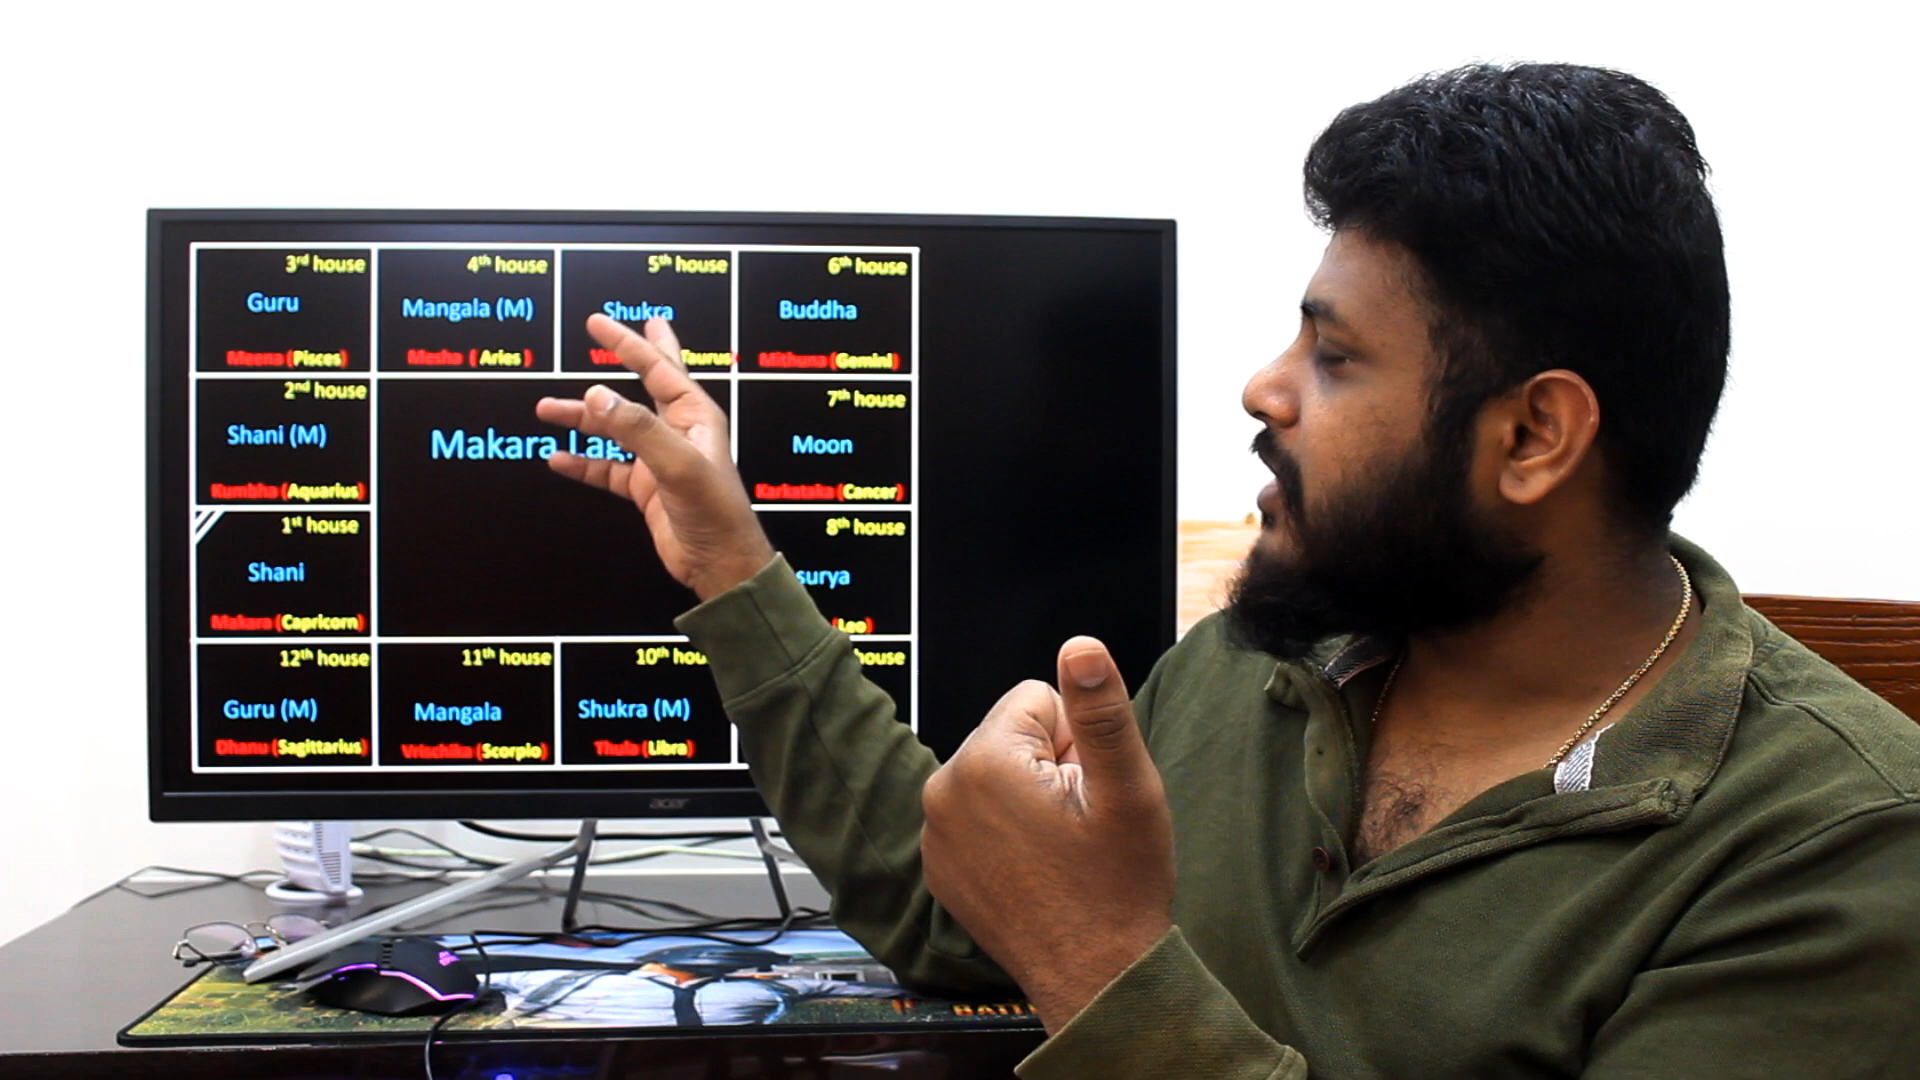 3rd house
Guru
Meena (Pisces)
4th house
Mangala (M)
Mesha ( Aries )
5th house
Shukra
Taurus
6th house
Buddha
Mithuna (Gemini)
2nd house
Shani (M)
Kumbha (Aquarius)
Makara
7th house
Moon
Karkataka (Cancer)
1st house
Shani
Makara (Capricorn)
8th house
surya
(Leo)
12th house
Guru (M)
Dhanu (Sagittarius)
11th house
Mangala
Vrischika (Scorpio)
10th
Shukra (M)
Thula (Libra)
house
acer